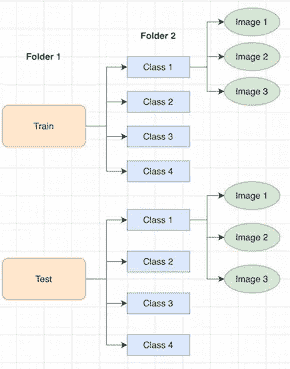 Folder 1
Folder 2
Train
Class 1
Class 2
Class 3
Class 4
Image 1
Image 2
Image 3
Test
Class 1
Class 2
Class 3
Class 4
Image 1
Image 2
Image 3